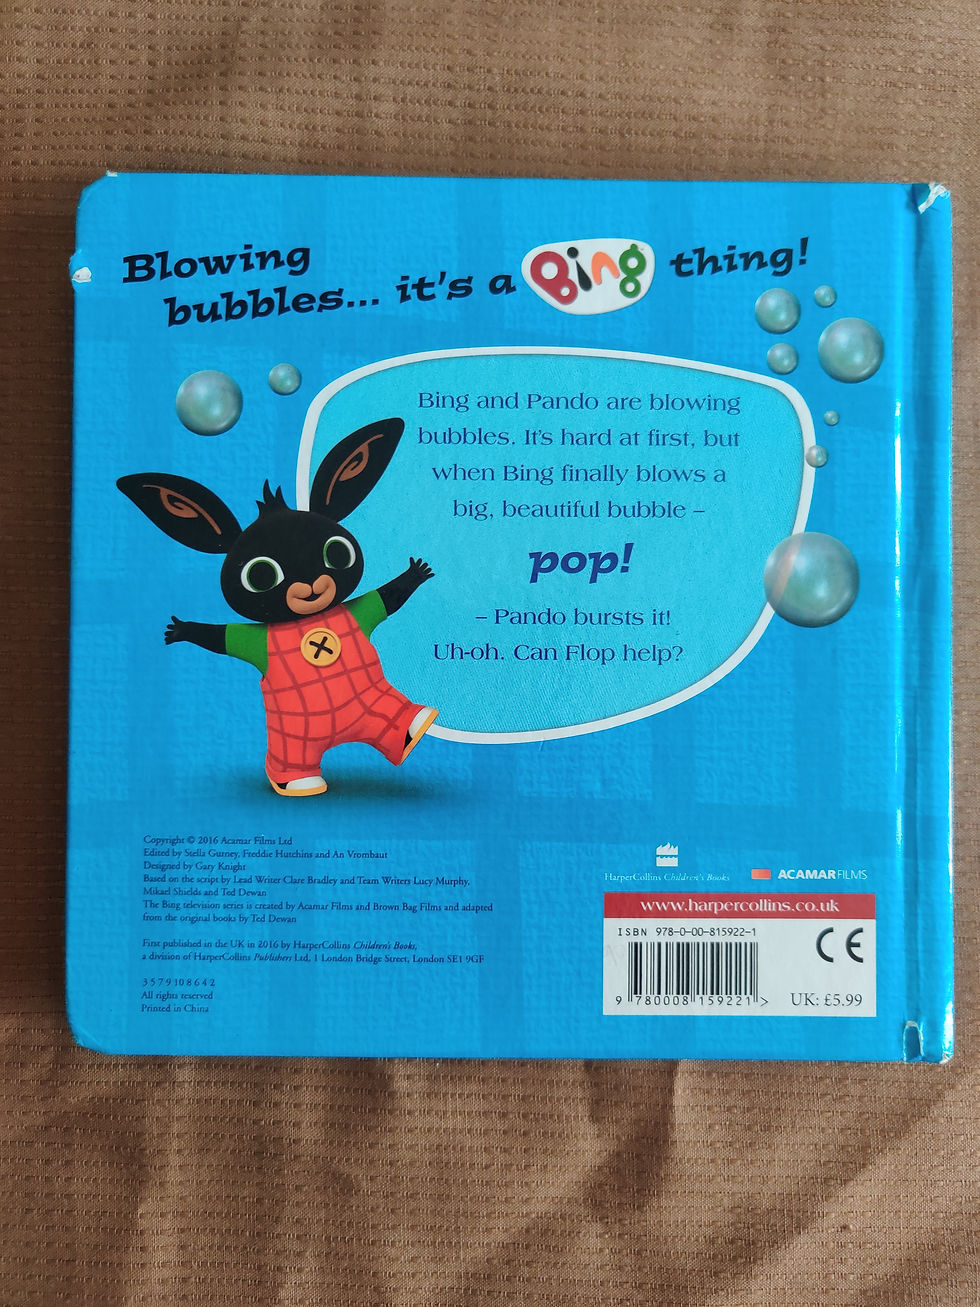 Blowing
bubbles... it's a Bing thing!
Bing and Pando are blowing
bubbles. It's hard at first, but
when Bing finally blows a
big, beautiful bubble –
pop!
– Pando bursts it!
Uh-oh. Can Flop help?
Copyright © 2016 Acamar Films Ltd
Edited by Stella Gurney, Freddie Hutchins and An Vrombaut
Designed by Gary Knight
Based on the script by Lead Writer Clare Bradley and Team Writers Lucy Murphy,
Mikael Shields and Ted Dewan
The Bing television series is created by Acamar Films and Brown Bag Films and adapted
from the original books by Ted Dewan
First published in the UK in 2016 by HarperCollins Children's Books,
a division of HarperCollins Publishers Ltd, 1 London Bridge Street, London SE1 9GF
3 5 7 9 10 8 6 4 2
All rights reserved
Printed in China
HarperCollins Children's Books
ACAMARFILMS
www.harpercollins.co.uk
ISBN 978-0-00-815922-1
CE
9 780008 159221 >
UK: £5.99